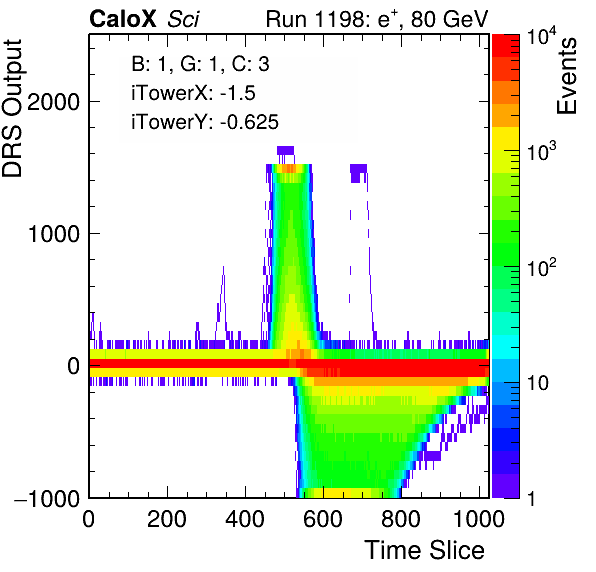 CaloX Sci Run 1198: e+, 80 GeV
B: 1, G: 1, C: 3
iTowerX: -1.5
iTowerY: -0.625
DRS Output
2000
1000
0
−1000
0 200 400 600 800 1000
Time Slice
Events
10^4
10^3
10^2
10
1